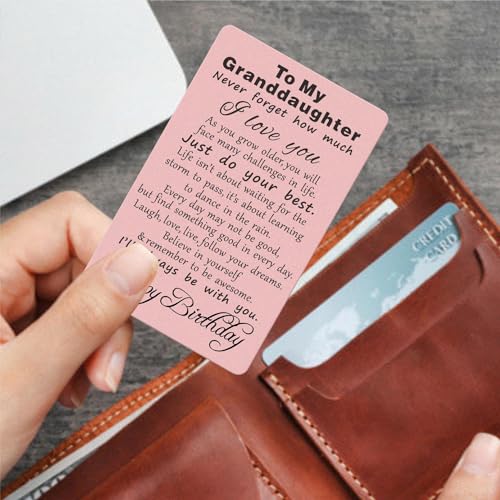 To My
Granddaughter
Never forget how much
I love you
As you grow older, you will
face many challenges in life.
Just do your best.
Life isn't about waiting for the
storm to pass, it's about learning
to dance in the rain.
Every day may not be good,
but find something good in every day.
Laugh, love, live, follow your dreams.
Believe in yourself
& remember to be awesome.
be with you.
Birthday
CREDIT
CARD